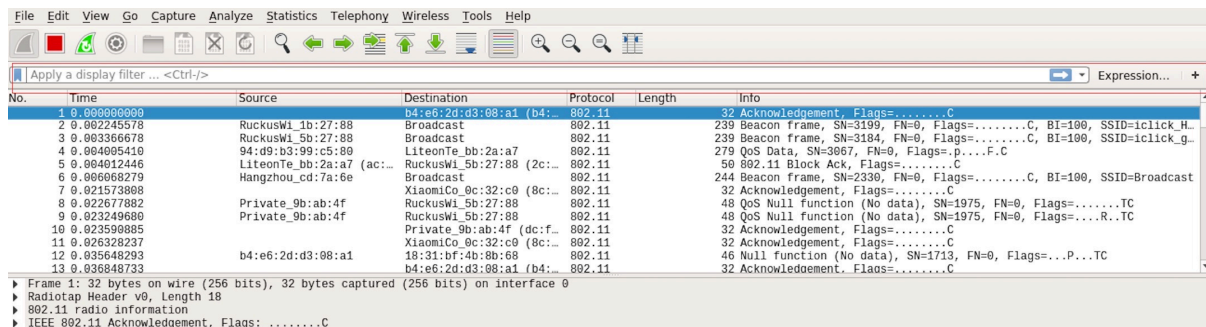 File Edit View Go Capture Analyze Statistics Telephony Wireless Tools Help
Apply a display filter ... <Ctrl-/> Expression... +
No. Time Source Destination Protocol Length Info
1 0.000000000 b4:e6:2d:d3:08:a1 (b4:… 802.11 32 Acknowledgement, Flags=........C
2 0.002245578 RuckusWi_1b:27:88 Broadcast 802.11 239 Beacon frame, SN=3199, FN=0, Flags=........C, BI=100, SSID=iclick_H…
3 0.003366678 RuckusWi_5b:27:88 Broadcast 802.11 239 Beacon frame, SN=3184, FN=0, Flags=........C, BI=100, SSID=iclick_g…
4 0.004005410 94:d9:b3:99:c5:80 LiteonTe_bb:2a:a7 802.11 279 QoS Data, SN=3067, FN=0, Flags=.p....F.C
5 0.004012446 LiteonTe_bb:2a:a7 (ac:… RuckusWi_5b:27:88 (2c:… 802.11 50 802.11 Block Ack, Flags=........C
6 0.006068279 Hangzhou_cd:7a:6e Broadcast 802.11 244 Beacon frame, SN=2330, FN=0, Flags=........C, BI=100, SSID=Broadcast
7 0.021573808 XiaomiCo_0c:32:c0 (8c:… 802.11 32 Acknowledgement, Flags=........C
8 0.022677882 Private_9b:ab:4f RuckusWi_5b:27:88 802.11 48 QoS Null function (No data), SN=1975, FN=0, Flags=.......TC
9 0.023249680 Private_9b:ab:4f RuckusWi_5b:27:88 802.11 48 QoS Null function (No data), SN=1975, FN=0, Flags=....R..TC
10 0.023590885 Private_9b:ab:4f (dc:f… 802.11 32 Acknowledgement, Flags=........C
11 0.026328237 XiaomiCo_0c:32:c0 (8c:… 802.11 32 Acknowledgement, Flags=........C
12 0.035648293 b4:e6:2d:d3:08:a1 18:31:bf:4b:8b:68 802.11 46 Null function (No data), SN=1713, FN=0, Flags=...P...TC
13 0.036848733 b4:e6:2d:d3:08:a1 (b4:… 802.11 32 Acknowledgement, Flags=........C
Frame 1: 32 bytes on wire (256 bits), 32 bytes captured (256 bits) on interface 0
Radiotap Header v0, Length 18
802.11 radio information
IEEE 802.11 Acknowledgement, Flags: ........C